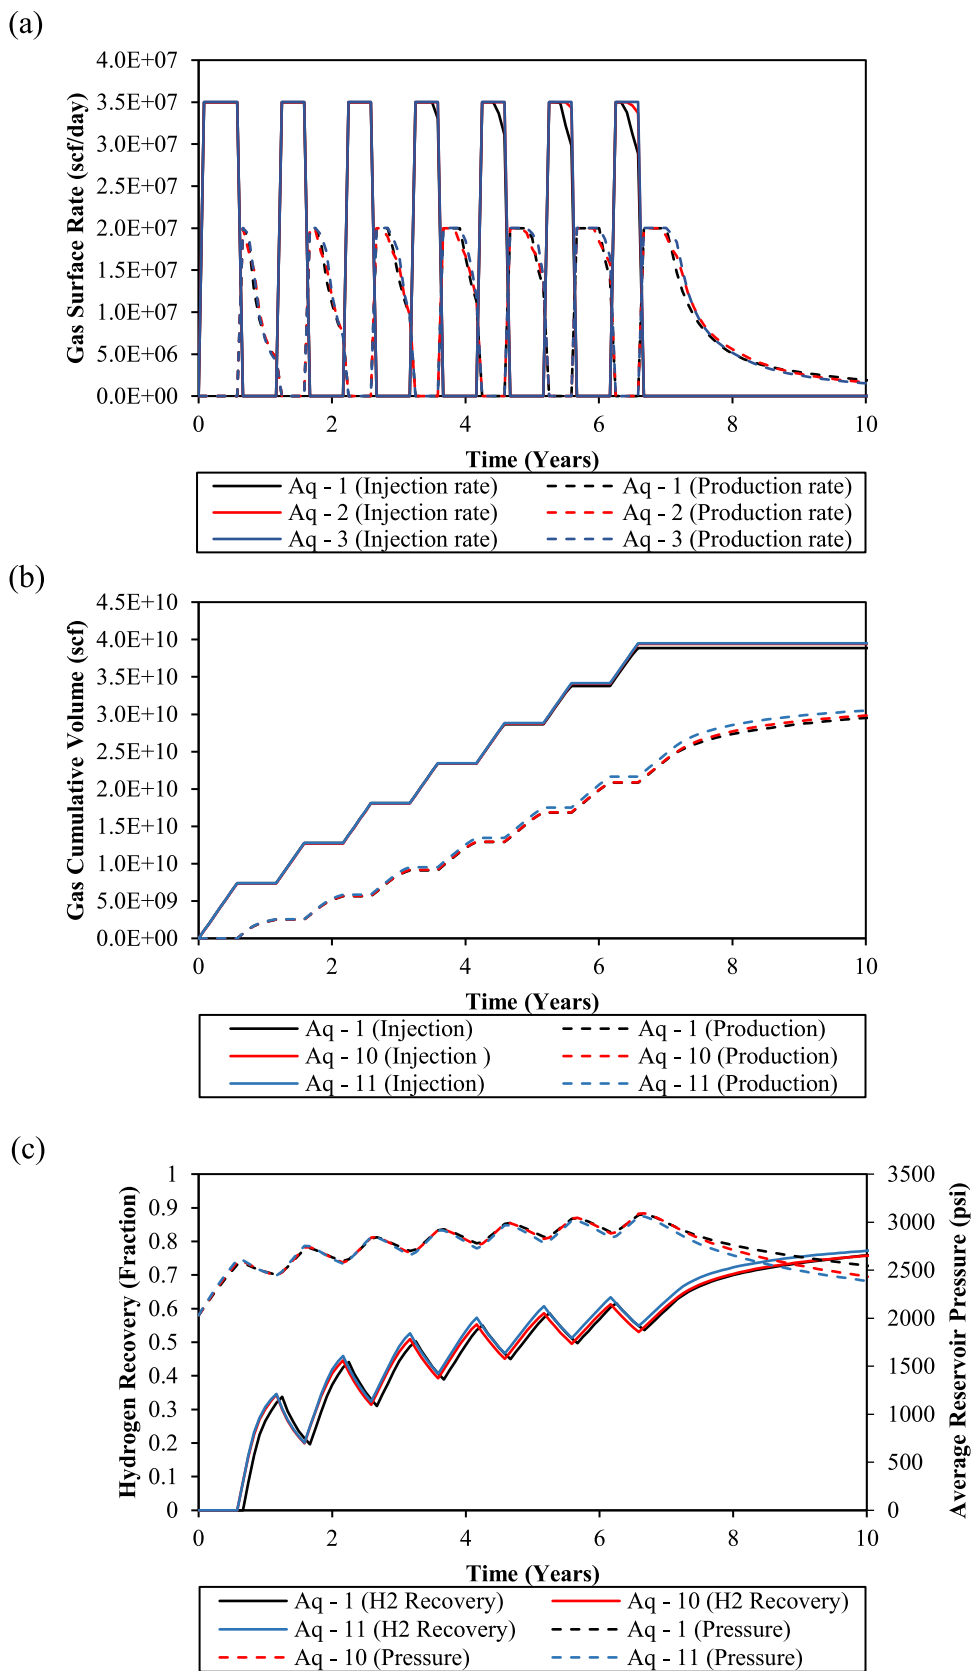 (a)
Gas Surface Rate (scf/day)
4.0E+07
3.5E+07
3.0E+07
2.5E+07
2.0E+07
1.5E+07
1.0E+07
5.0E+06
0.0E+00
0 2 4 6 8 10
Time (Years)
Aq - 1 (Injection rate) Aq - 1 (Production rate)
Aq - 2 (Injection rate) Aq - 2 (Production rate)
Aq - 3 (Injection rate) Aq - 3 (Production rate)
(b)
Gas Cumulative Volume (scf)
4.5E+10
4.0E+10
3.5E+10
3.0E+10
2.5E+10
2.0E+10
1.5E+10
1.0E+10
5.0E+09
0.0E+00
0 2 4 6 8 10
Time (Years)
Aq - 1 (Injection) Aq - 1 (Production)
Aq - 10 (Injection ) Aq - 10 (Production)
Aq - 11 (Injection) Aq - 11 (Production)
(c)
Hydrogen Recovery (Fraction)
1 3500
0.9
0.8 3000
0.7 2500
0.6 2000
0.5
0.4 1500
0.3 1000
0.2
0.1 500
0 0
Average Reservoir Pressure (psi)
0 2 4 6 8 10
Time (Years)
Aq - 1 (H2 Recovery) Aq - 10 (H2 Recovery)
Aq - 11 (H2 Recovery) Aq - 1 (Pressure)
Aq - 10 (Pressure) Aq - 11 (Pressure)